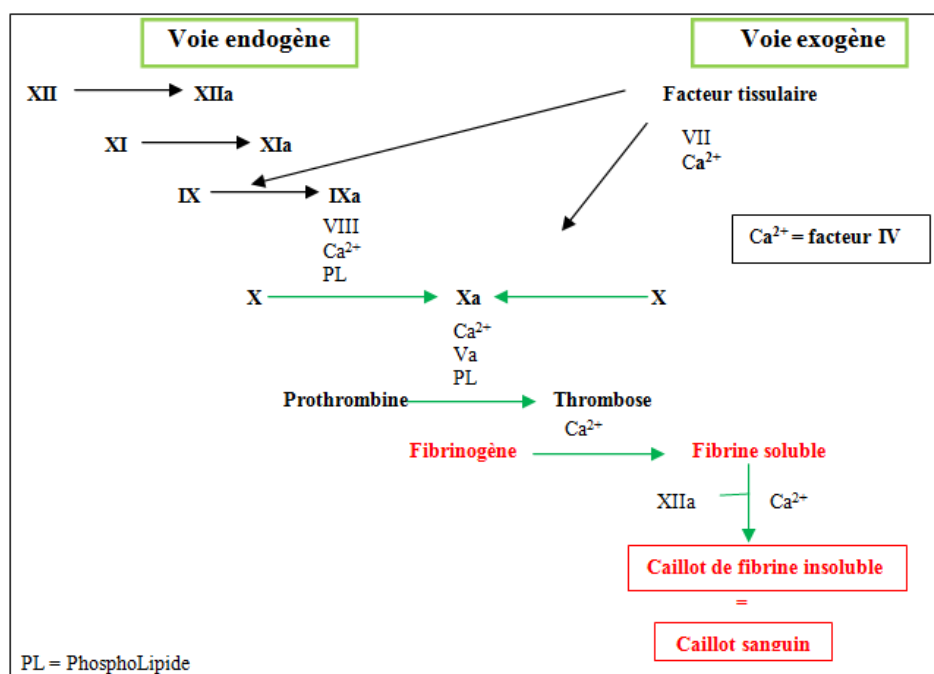 Voie endogène Voie exogène
XII XIIa Facteur tissulaire
XI XIa VII
Ca²⁺
IX IXa
VIII
Ca²⁺
PL
Ca²⁺ = facteur IV
X Xa X
Ca²⁺
Va
PL
Prothrombine Thrombose
Ca²⁺
Fibrinogène Fibrine soluble
XIIa Ca²⁺
Caillot de fibrine insoluble
=
Caillot sanguin
PL = PhosphoLipide